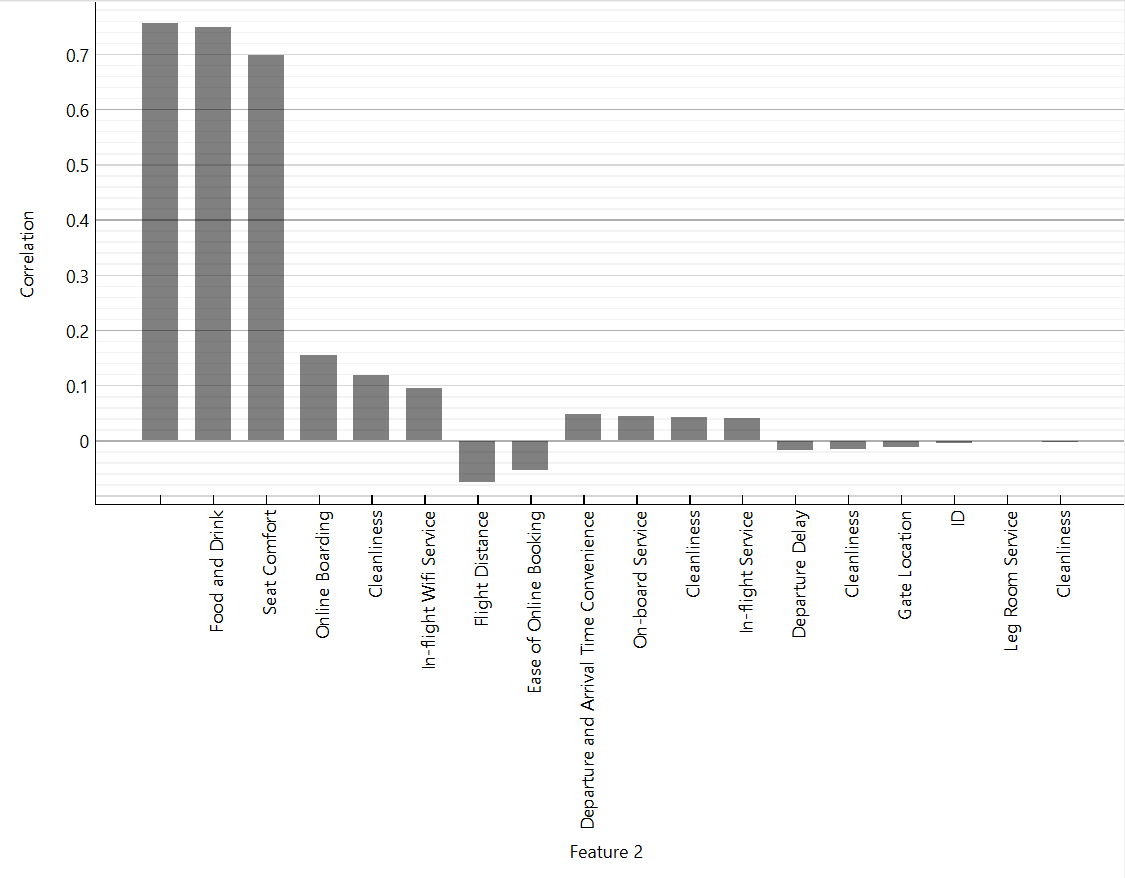 0.7
0.6
0.5
0.4
0.3
0.2
0.1
0
Correlation
Food and Drink
Seat Comfort
Online Boarding
Cleanliness
In-flight Wifi Service
Flight Distance
Ease of Online Booking
Departure and Arrival Time Convenience
On-board Service
Cleanliness
In-flight Service
Departure Delay
Cleanliness
Gate Location
ID
Leg Room Service
Cleanliness
Feature 2